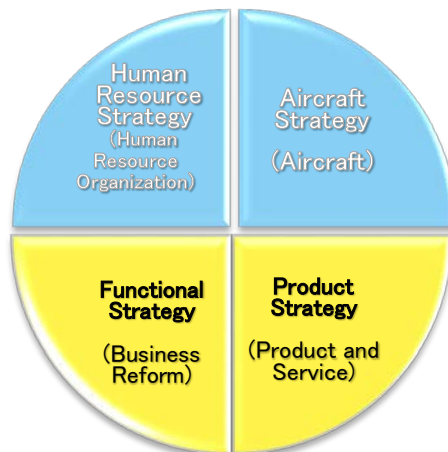 Human
Resource
Strategy
(Human
Resource
Organization)
Aircraft
Strategy
(Aircraft)
Functional
Strategy
(Business
Reform)
Product
Strategy
(Product and
Service)